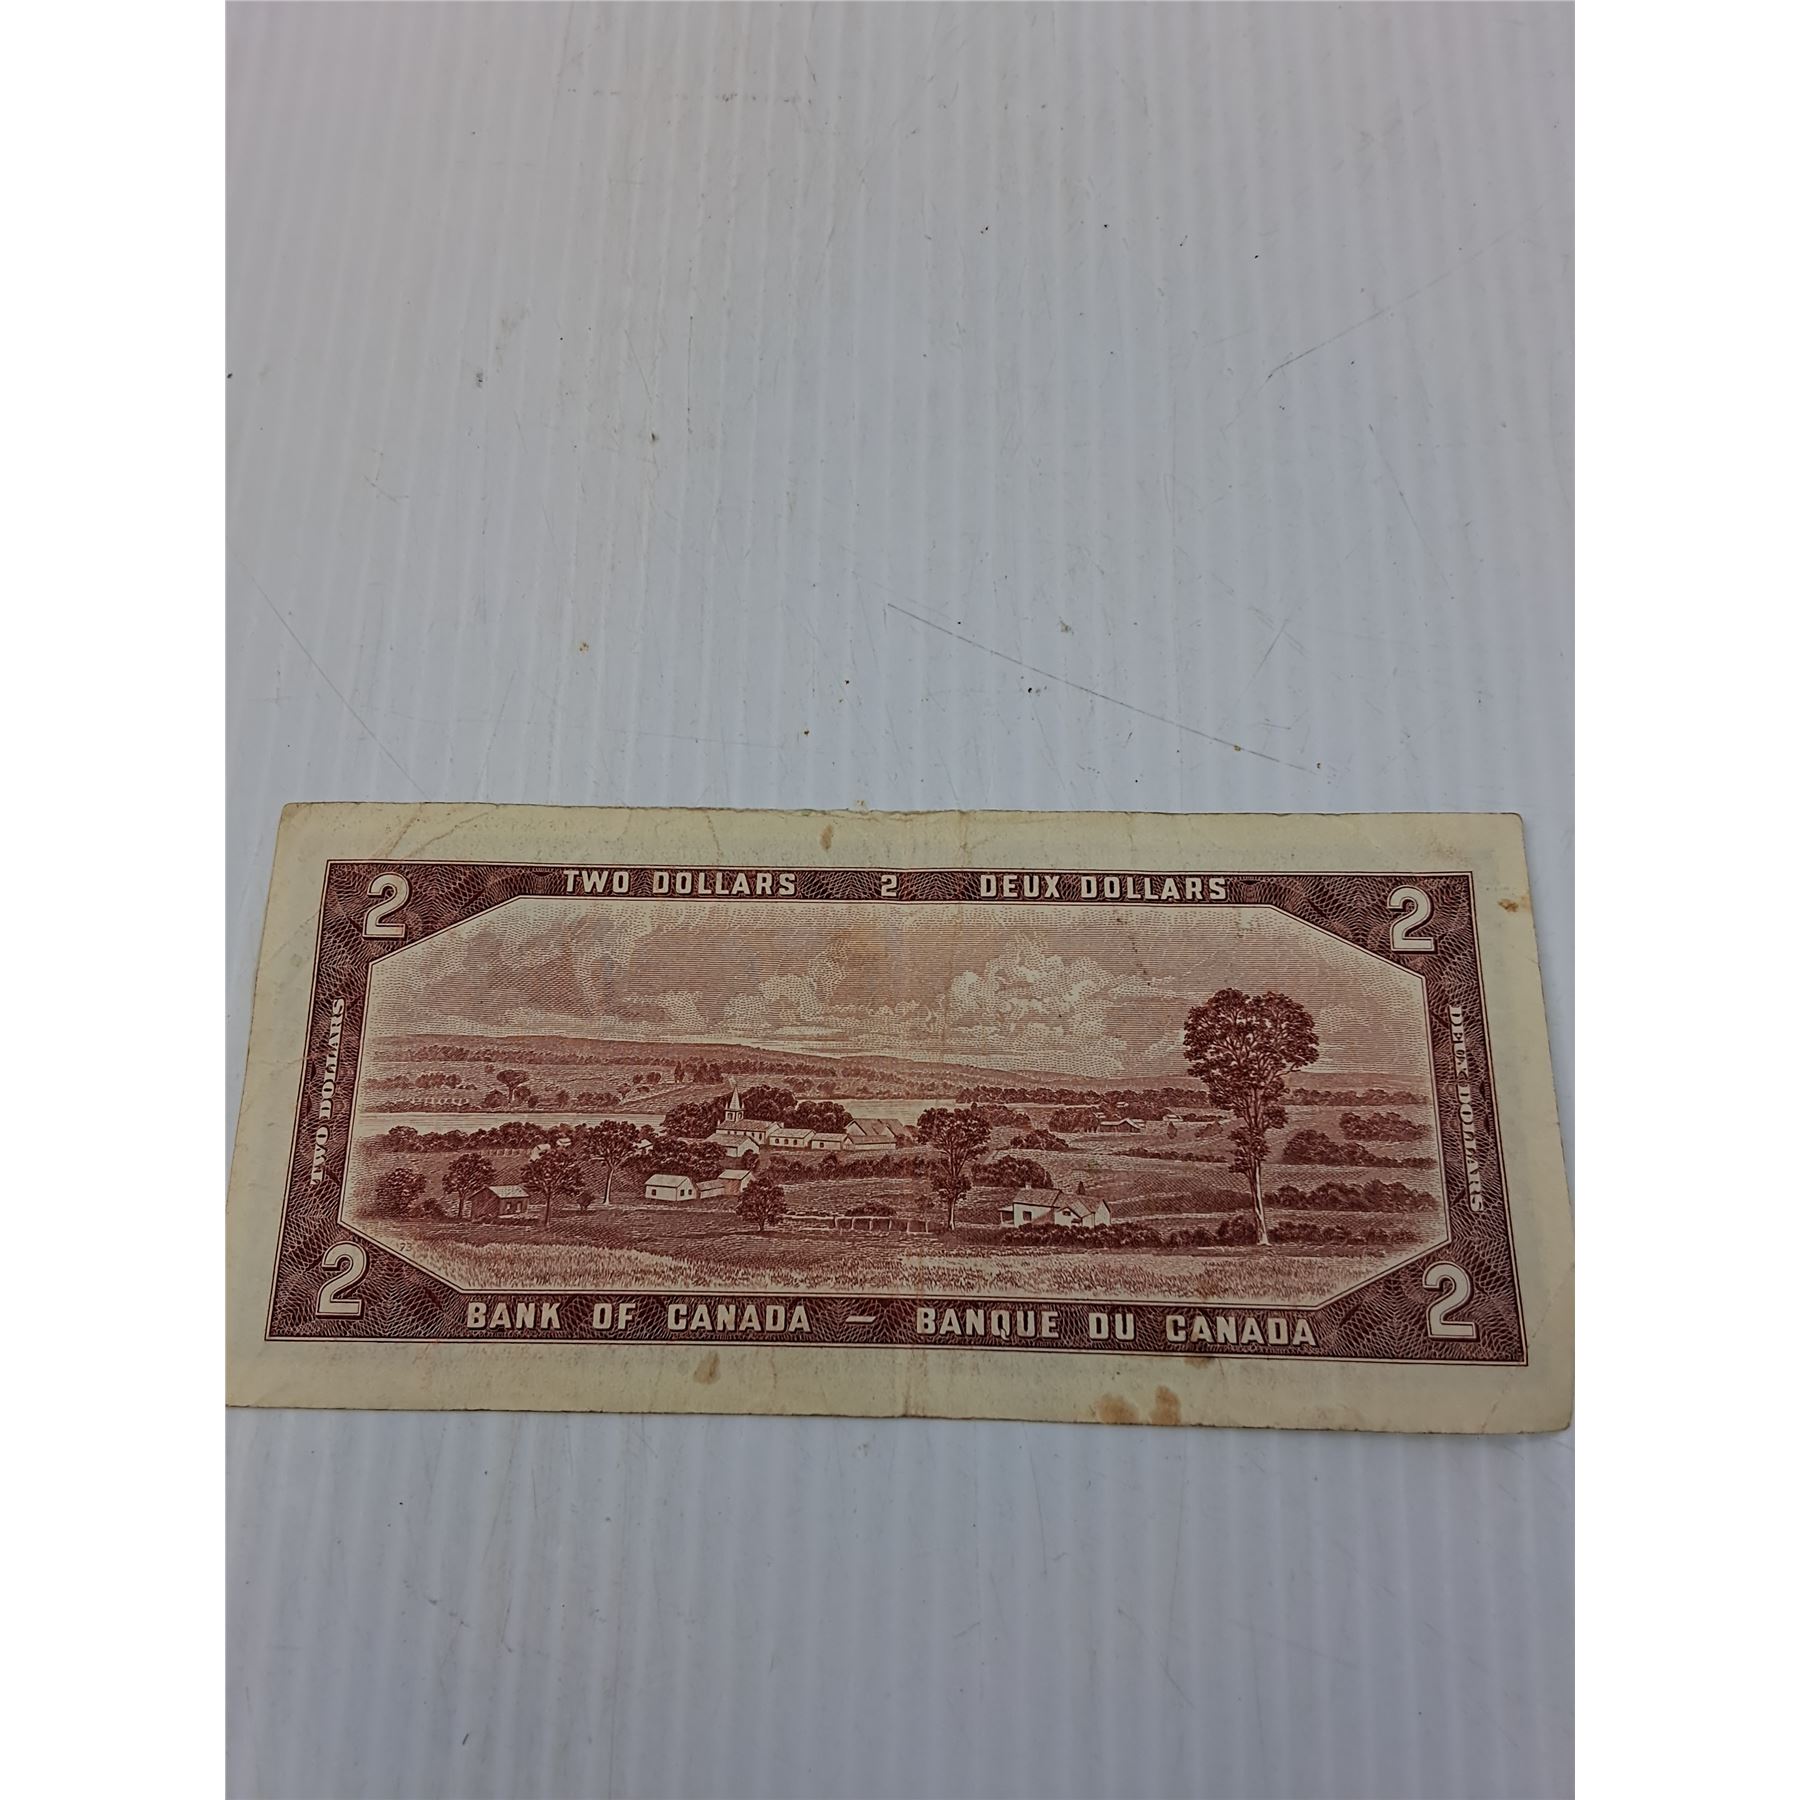 2 TWO DOLLARS 2 DEUX DOLLARS 2
TWO DOLLARS
DEUX DOLLARS
73
2 BANK OF CANADA — BANQUE DU CANADA 2